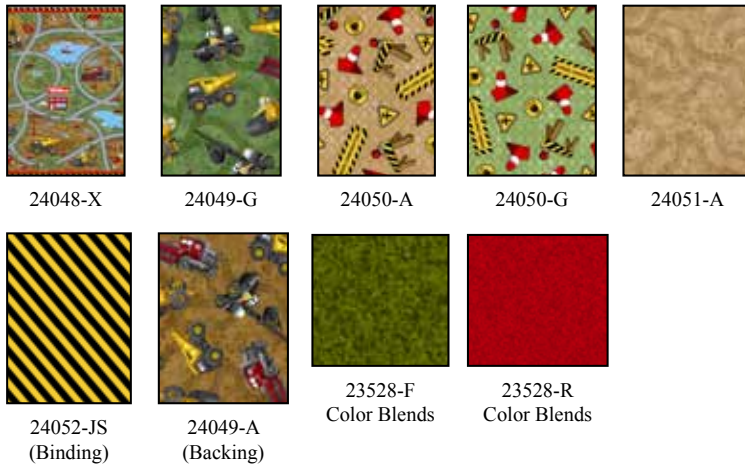 24048-X
24049-G
24050-A
24050-G
24051-A
24052-JS
(Binding)
24049-A
(Backing)
23528-F
Color Blends
23528-R
Color Blends